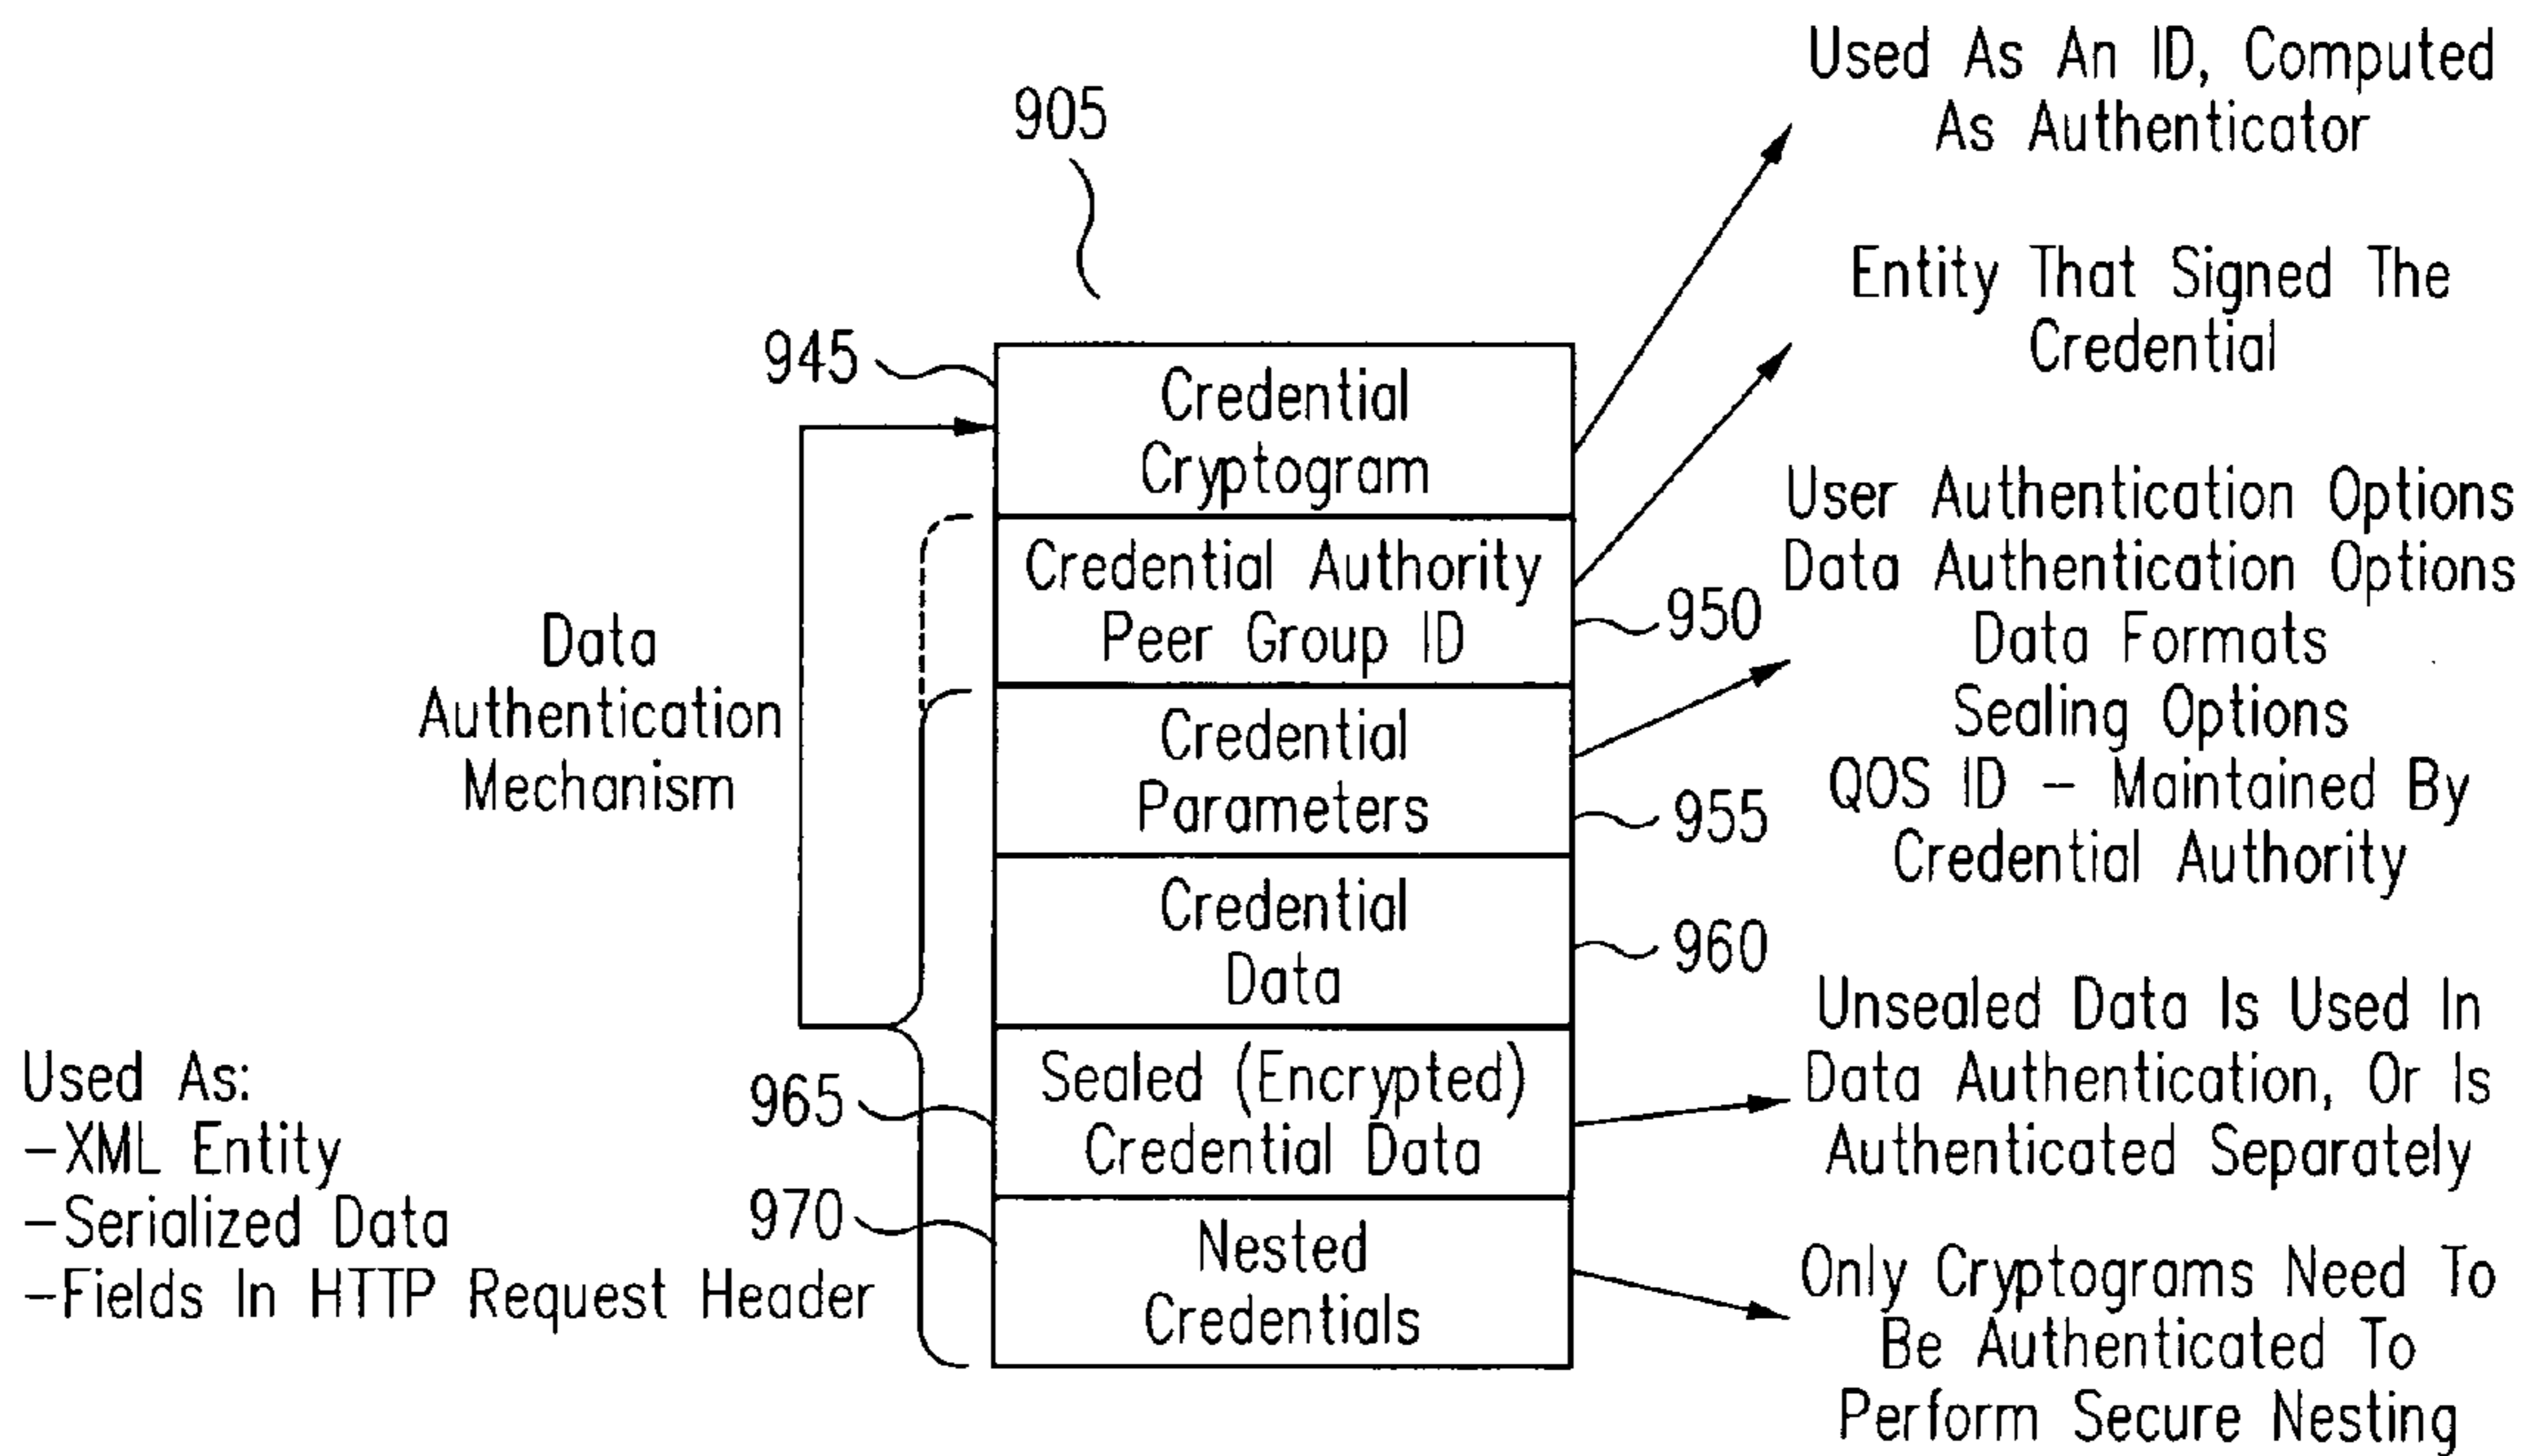 905
945
Credential
Cryptogram
Credential Authority
Peer Group ID
950
Credential
Parameters
955
Credential
Data
960
965
Sealed (Encrypted)
Credential Data
970
Nested
Credentials
Data
Authentication
Mechanism
Used As:
-XML Entity
-Serialized Data
-Fields In HTTP Request Header
Used As An ID, Computed
As Authenticator
Entity That Signed The
Credential
User Authentication Options
Data Authentication Options
Data Formats
Sealing Options
QOS ID - Maintained By
Credential Authority
Unsealed Data Is Used In
Data Authentication, Or Is
Authenticated Separately
Only Cryptograms Need To
Be Authenticated To
Perform Secure Nesting